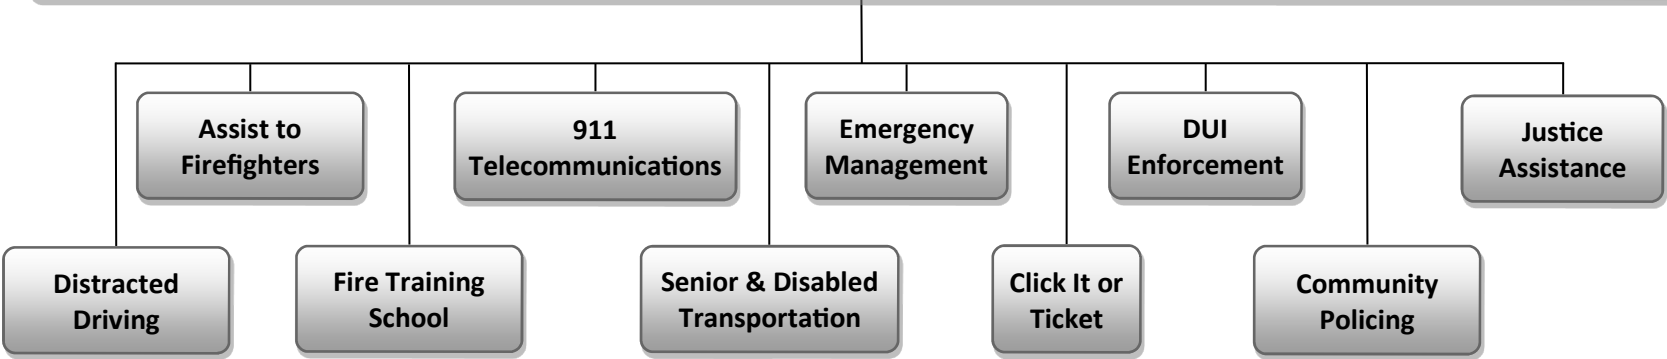 Assist to
Firefighters
911
Telecommunications
Emergency
Management
DUI
Enforcement
Justice
Assistance
Distracted
Driving
Fire Training
School
Senior & Disabled
Transportation
Click It or
Ticket
Community
Policing